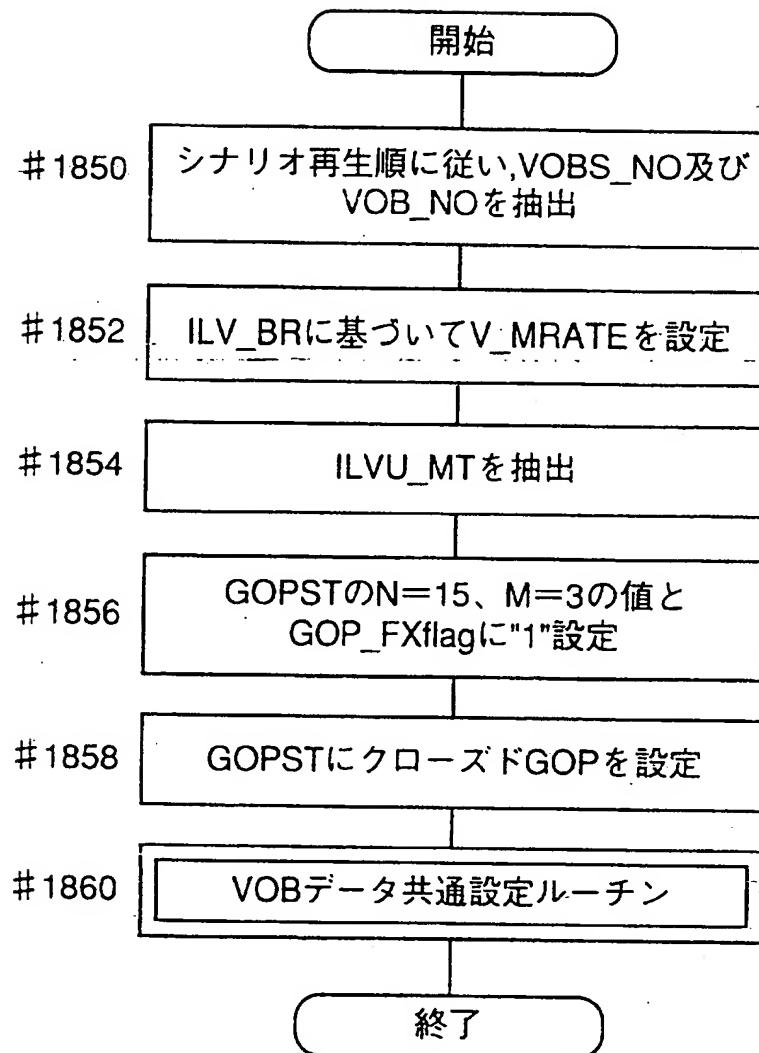 開始
#1850
シナリオ再生順に従い,VOBS_NO及び
VOB_NOを抽出
#1852
ILV_BRに基づいてV_MRATEを設定
#1854
ILVU_MTを抽出
#1856
GOPSTのN=15、M=3の値と
GOP_FXflagに"1"設定
#1858
GOPSTにクローズドGOPを設定
#1860
VOBデータ共通設定ルーチン
終了